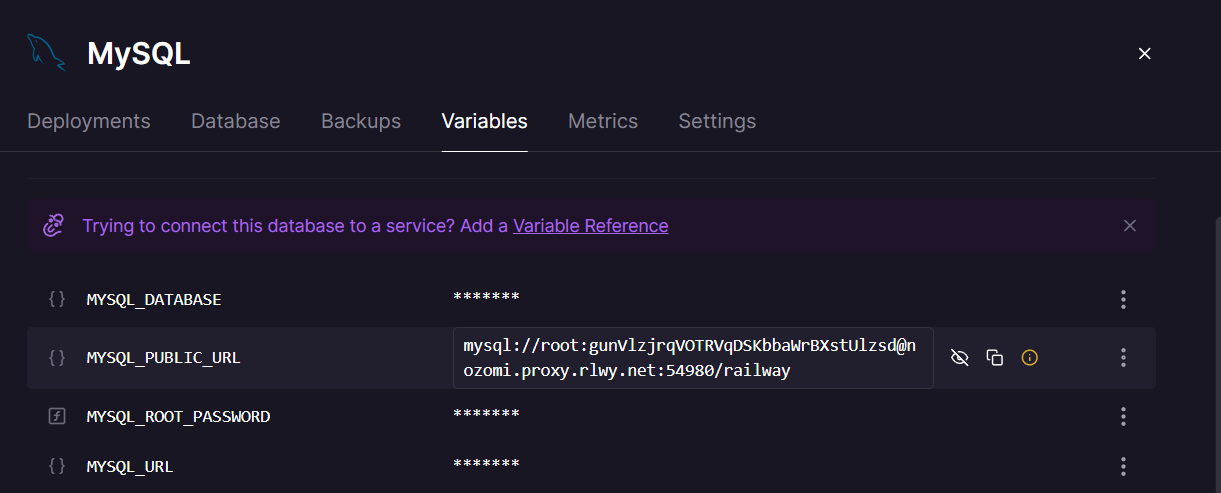 MySQL
Deployments Database Backups Variables Metrics Settings
Trying to connect this database to a service? Add a Variable Reference
MYSQL_DATABASE *******
MYSQL_PUBLIC_URL mysql://root:gunVlzjrqVOTRVqDSKbbaWrBXstUlzsd@n
ozomi.proxy.rlwy.net:54980/railway
MYSQL_ROOT_PASSWORD *******
MYSQL_URL *******